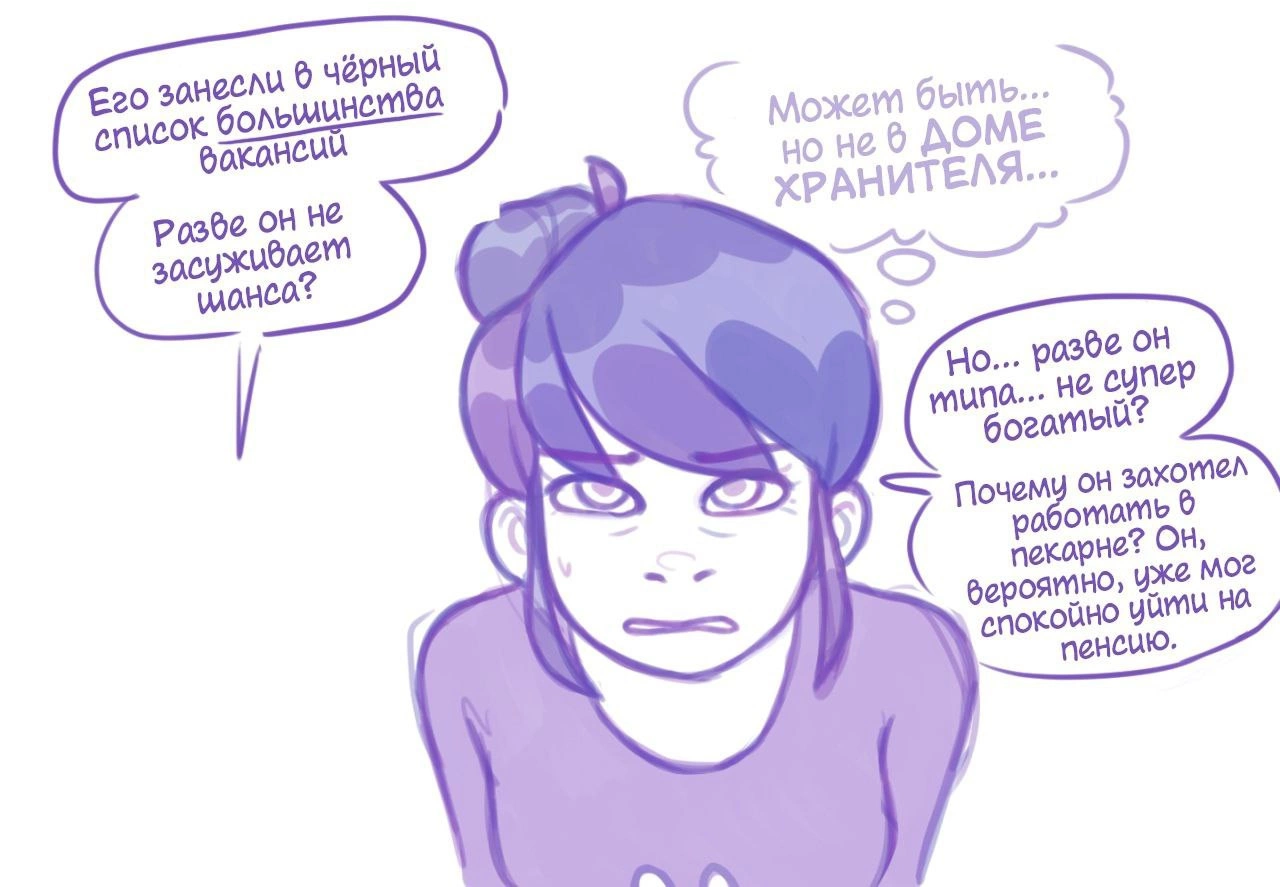 Его занесли в чёрный
список большинства
вакансий
Разве он не
засуживает
шанса?
Может быть...
но не в ДОМЕ
ХРАНИТЕЛЯ...
Но... разве он
типа... не супер
богатый?
Почему он захотел
работать в
пекарне? Он,
вероятно, уже мог
спокойно уйти на
пенсию.